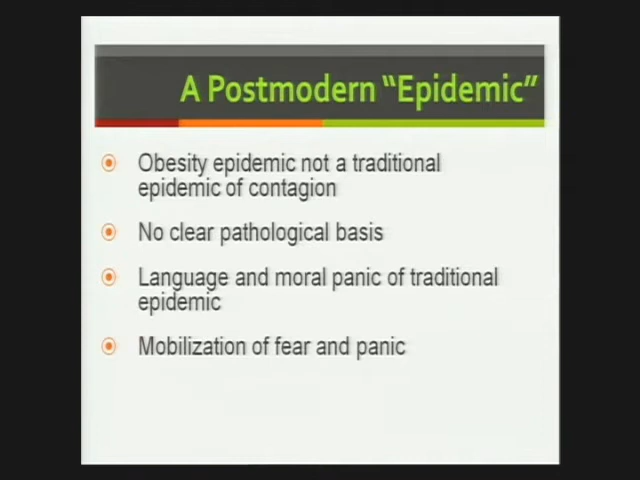 A Postmodern “Epidemic”
Obesity epidemic not a traditional
epidemic of contagion
No clear pathological basis
Language and moral panic of traditional
epidemic
Mobilization of fear and panic